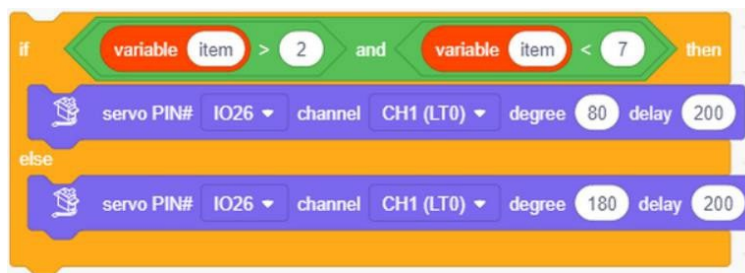 if variable item > 2 and variable item < 7 then
servo PIN# IO26 channel CH1 (LT0) degree 80 delay 200
else
servo PIN# IO26 channel CH1 (LT0) degree 180 delay 200